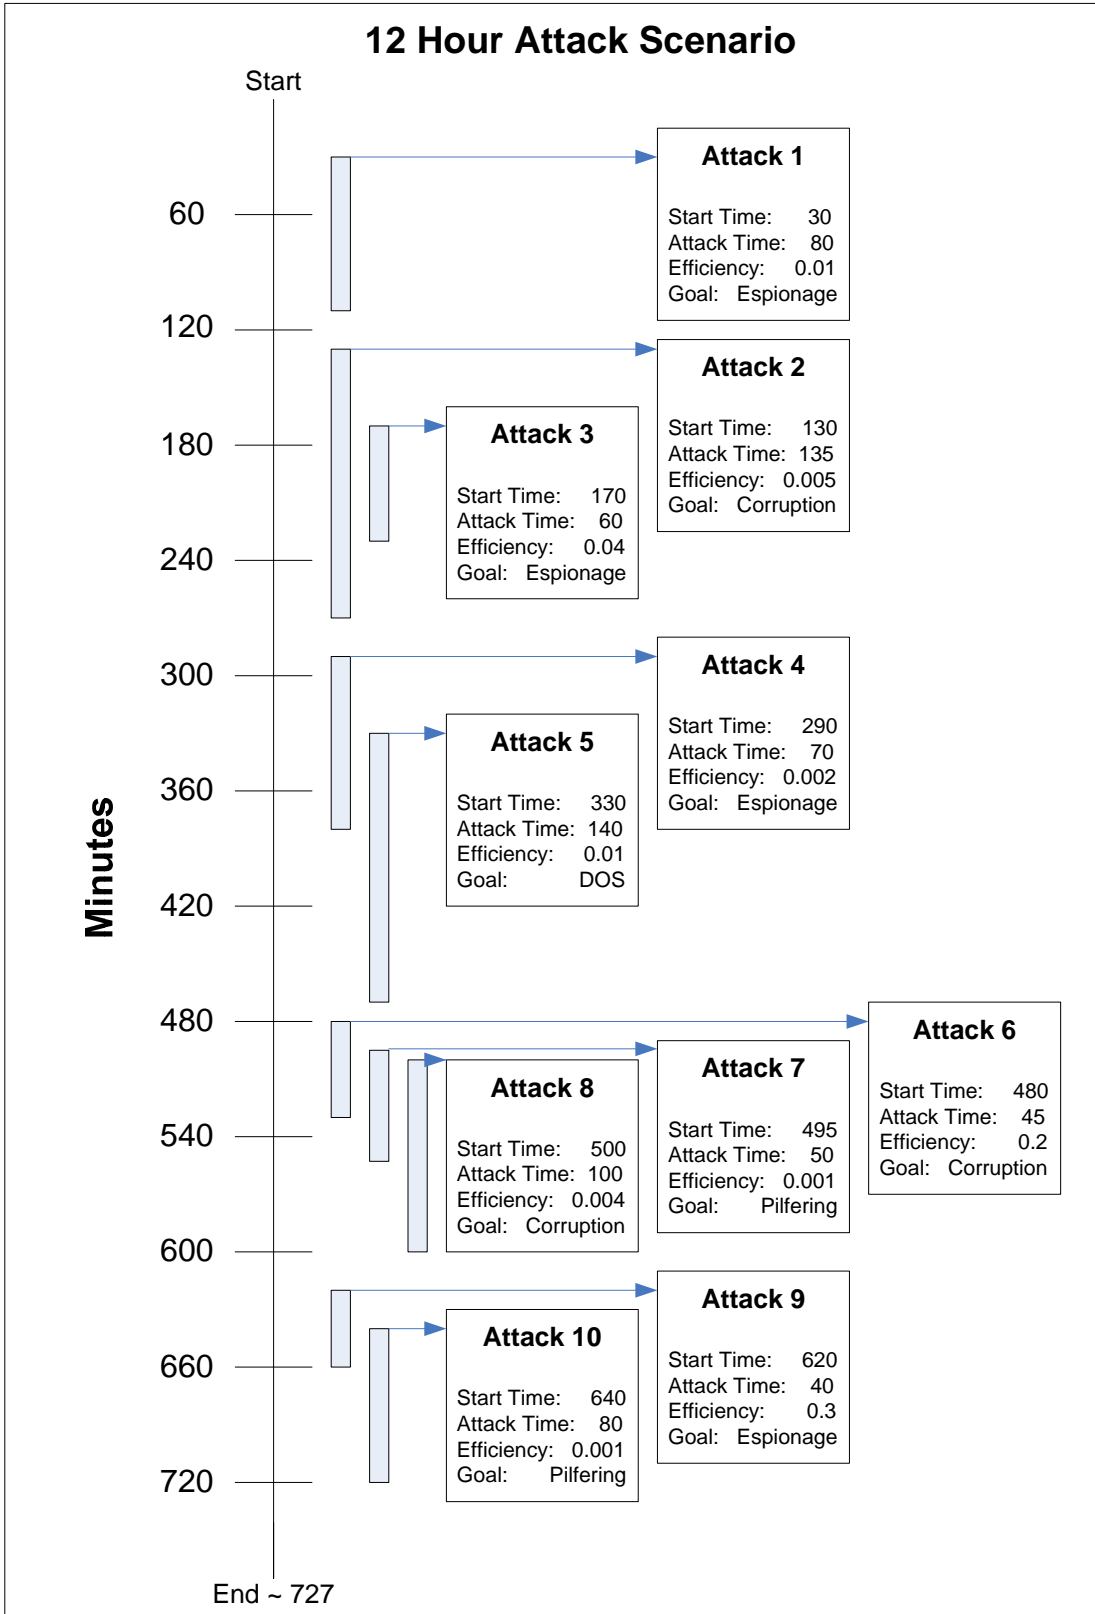 12 Hour Attack Scenario
Start
Minutes
60
120
180
240
300
360
420
480
540
600
660
720
End ~ 727
Attack 1
Start Time: 30
Attack Time: 80
Efficiency: 0.01
Goal: Espionage
Attack 2
Start Time: 130
Attack Time: 135
Efficiency: 0.005
Goal: Corruption
Attack 3
Start Time: 170
Attack Time: 60
Efficiency: 0.04
Goal: Espionage
Attack 4
Start Time: 290
Attack Time: 70
Efficiency: 0.002
Goal: Espionage
Attack 5
Start Time: 330
Attack Time: 140
Efficiency: 0.01
Goal: DOS
Attack 6
Start Time: 480
Attack Time: 45
Efficiency: 0.2
Goal: Corruption
Attack 7
Start Time: 495
Attack Time: 50
Efficiency: 0.001
Goal: Pilfering
Attack 8
Start Time: 500
Attack Time: 100
Efficiency: 0.004
Goal: Corruption
Attack 9
Start Time: 620
Attack Time: 40
Efficiency: 0.3
Goal: Espionage
Attack 10
Start Time: 640
Attack Time: 80
Efficiency: 0.001
Goal: Pilfering